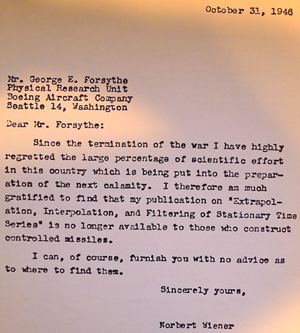 October 31, 1946
Mr. George E. Forsythe
Physical Research Unit
Boeing Aircraft Company
Seattle 14, Washington
Dear Mr. Forsythe:
Since the termination of the war I have highly
regretted the large percentage of scientific effort
in this country which is being put into the prepar-
ation of the next calamity. I therefore am much
gratified to find that my publication on "Extrapol-
ation, Interpolation, and Filtering of Stationary Time
Series" is no longer available to those who construct
controlled missiles.
I can, of course, furnish you with no advice as
to where to find them.
Sincerely yours,
Norbert Wiener